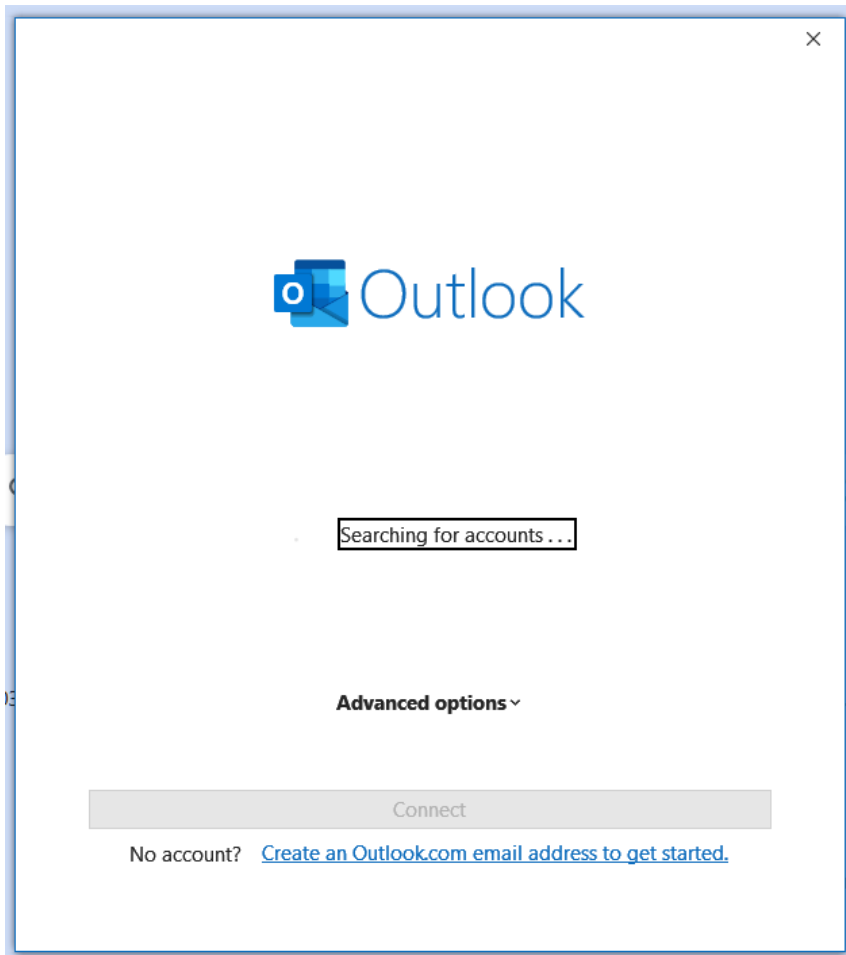 Outlook
Searching for accounts . . .
Advanced options
Connect
No account? Create an Outlook.com email address to get started.